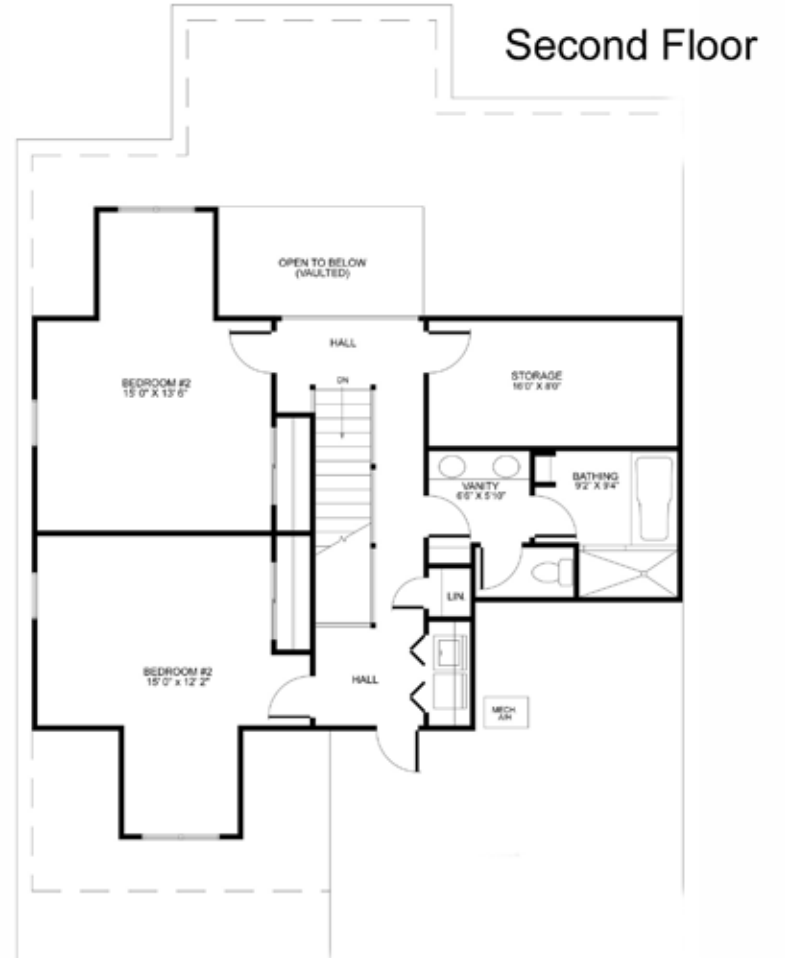 Second Floor
OPEN TO BELOW
(VAULTED)
HALL
DN
BEDROOM #2
15' 0" X 13' 6"
STORAGE
16'0" X 8'0"
BATHING
9'2" X 9'4"
VANITY
6'6" X 5'10"
LIN.
BEDROOM #2
15' 0" x 12' 2"
HALL
MECH.
A/H